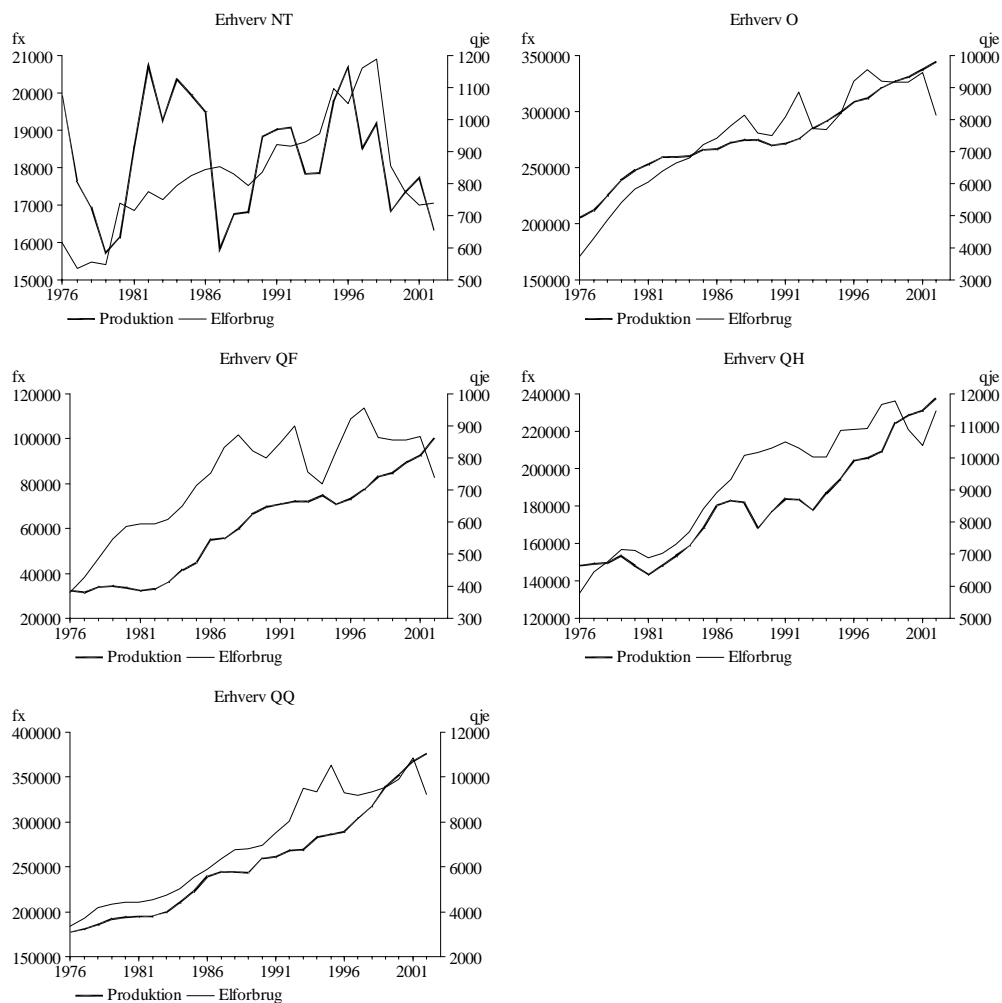 Erhverv NT
fx qje
21000 1200
20000 1100
19000 1000
18000 900
17000 800
16000 700
15000 600
500
1976 1981 1986 1991 1996 2001
Produktion Elforbrug
Erhverv O
fx qje
350000 10000
300000 9000
250000 8000
200000 7000
150000 6000
5000
4000
3000
1976 1981 1986 1991 1996 2001
Produktion Elforbrug
Erhverv QF
fx qje
120000 1000
100000 900
80000 800
60000 700
40000 600
20000 500
400
300
1976 1981 1986 1991 1996 2001
Produktion Elforbrug
Erhverv QH
fx qje
240000 12000
220000 11000
200000 10000
180000 9000
160000 8000
140000 7000
120000 6000
5000
1976 1981 1986 1991 1996 2001
Produktion Elforbrug
Erhverv QQ
fx qje
400000 12000
350000 10000
300000 8000
250000 6000
200000 4000
150000 2000
1976 1981 1986 1991 1996 2001
Produktion Elforbrug